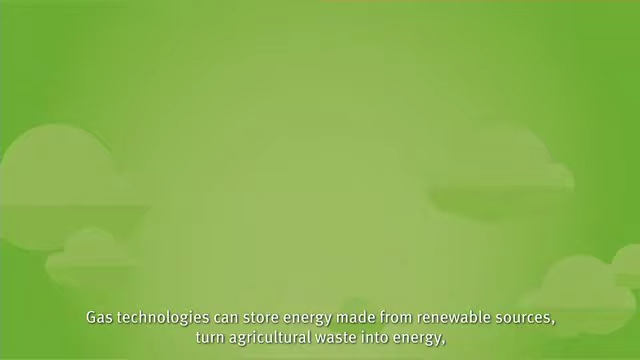 Gas technologies can store energy made from renewable sources,
turn agricultural waste into energy,